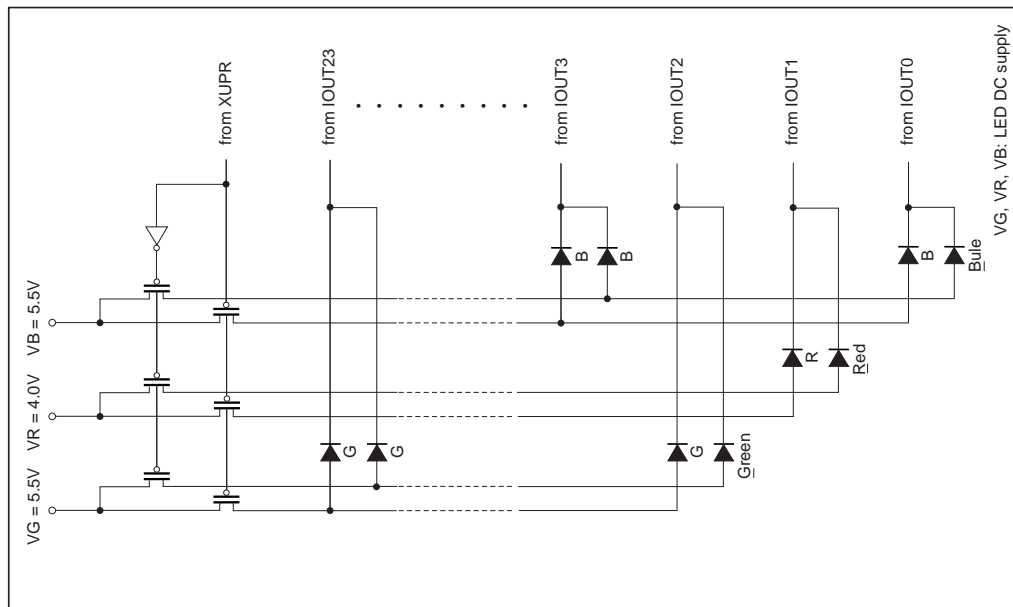 from XUPR
from IOUT23
from IOUT3
from IOUT2
from IOUT1
from IOUT0
VB = 5.5V
VR = 4.0V
VG = 5.5V
B
B
B
Bule
R
Red
G
G
G
Green
VG, VR, VB: LED DC supply